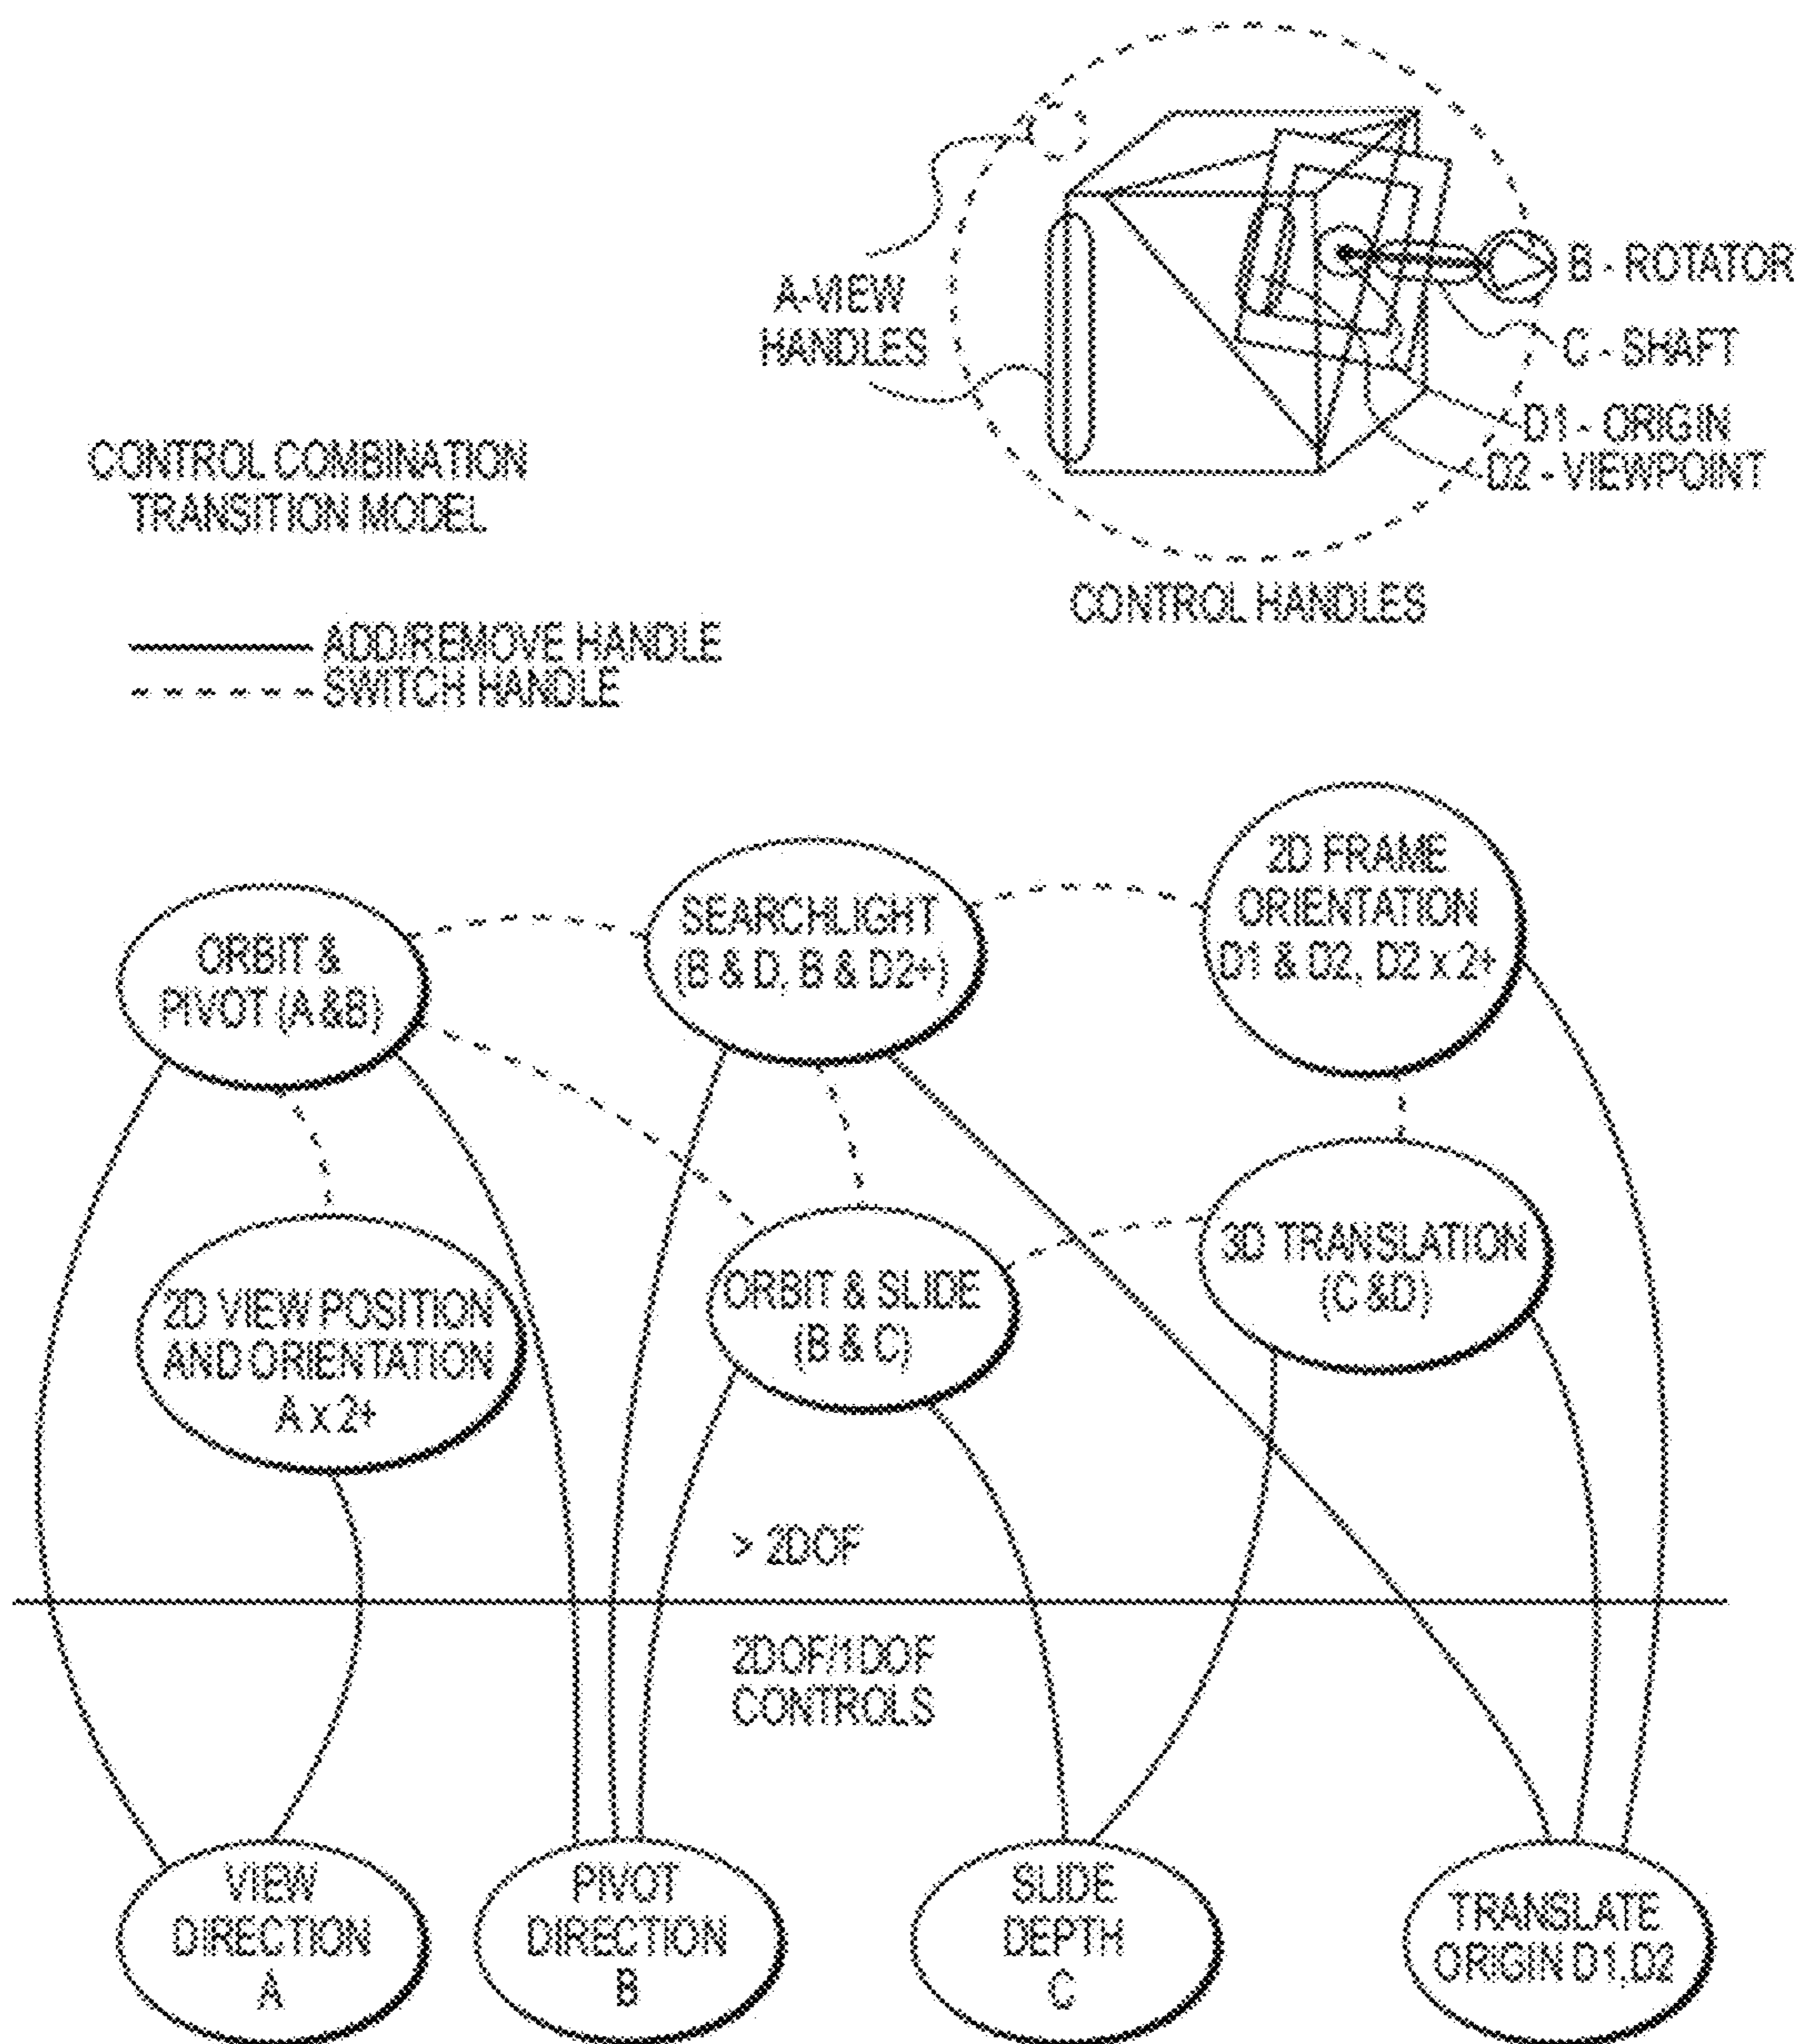 A-VIEW
HANDLES
B - ROTATOR
C - SHAFT
D1 - ORIGIN
D2 - VIEWPOINT
CONTROL HANDLES
CONTROL COMBINATION
TRANSITION MODEL
ADD/REMOVE HANDLE
SWITCH HANDLE
ORBIT &
PIVOT (A &B)
SEARCHLIGHT
(B & D, B & D2+)
2D FRAME
ORIENTATION
D1 & D2, D2 x 2+
2D VIEW POSITION
AND ORIENTATION
A x 2+
ORBIT & SLIDE
(B & C)
3D TRANSLATION
(C &D)
> 2DOF
2DOF/1DOF
CONTROLS
VIEW
DIRECTION
A
PIVOT
DIRECTION
B
SLIDE
DEPTH
C
TRANSLATE
ORIGIN D1,D2